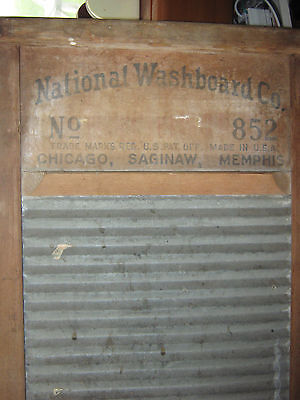 National Washboard Co.
No 852
TRADE MARKS REG. U.S. PAT. OFF. MADE IN U.S.A.
CHICAGO, SAGINAW, MEMPHIS